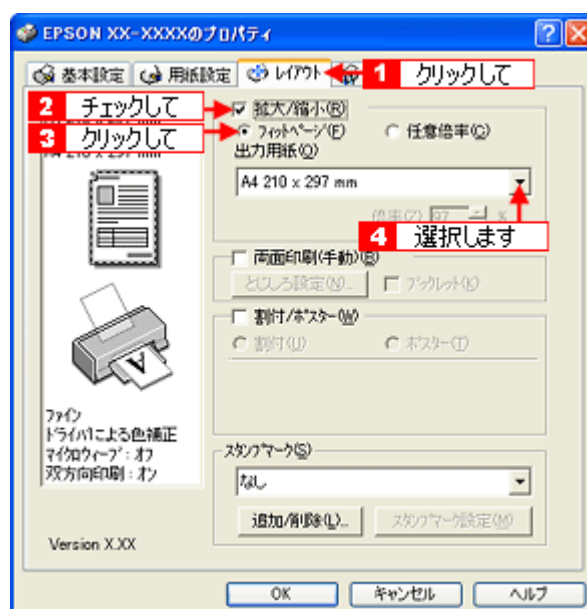 EPSON XX-XXXXのプロパティ
基本設定 用紙設定 レイアウト 1 クリックして
2 チェックして 拡大/縮小(R)
3 クリックして フィットページ(F) 任意倍率(C)
出力用紙(O)
A4 210 x 297 mm
A4 210 x 297 mm
倍率(Z) 97 %
4 選択します
両面印刷(手動)(B)
とじしろ設定(N)... ブックレット(K)
割付/ポスター(W)
割付(U) ポスター(T)
ファイン
ドライバによる色補正
マイクロウィーブ : オフ
双方向印刷 : オン
スタンプマーク(S)
なし
追加/削除(L)... スタンプマーク設定(M)
Version X.XX
OK キャンセル ヘルプ